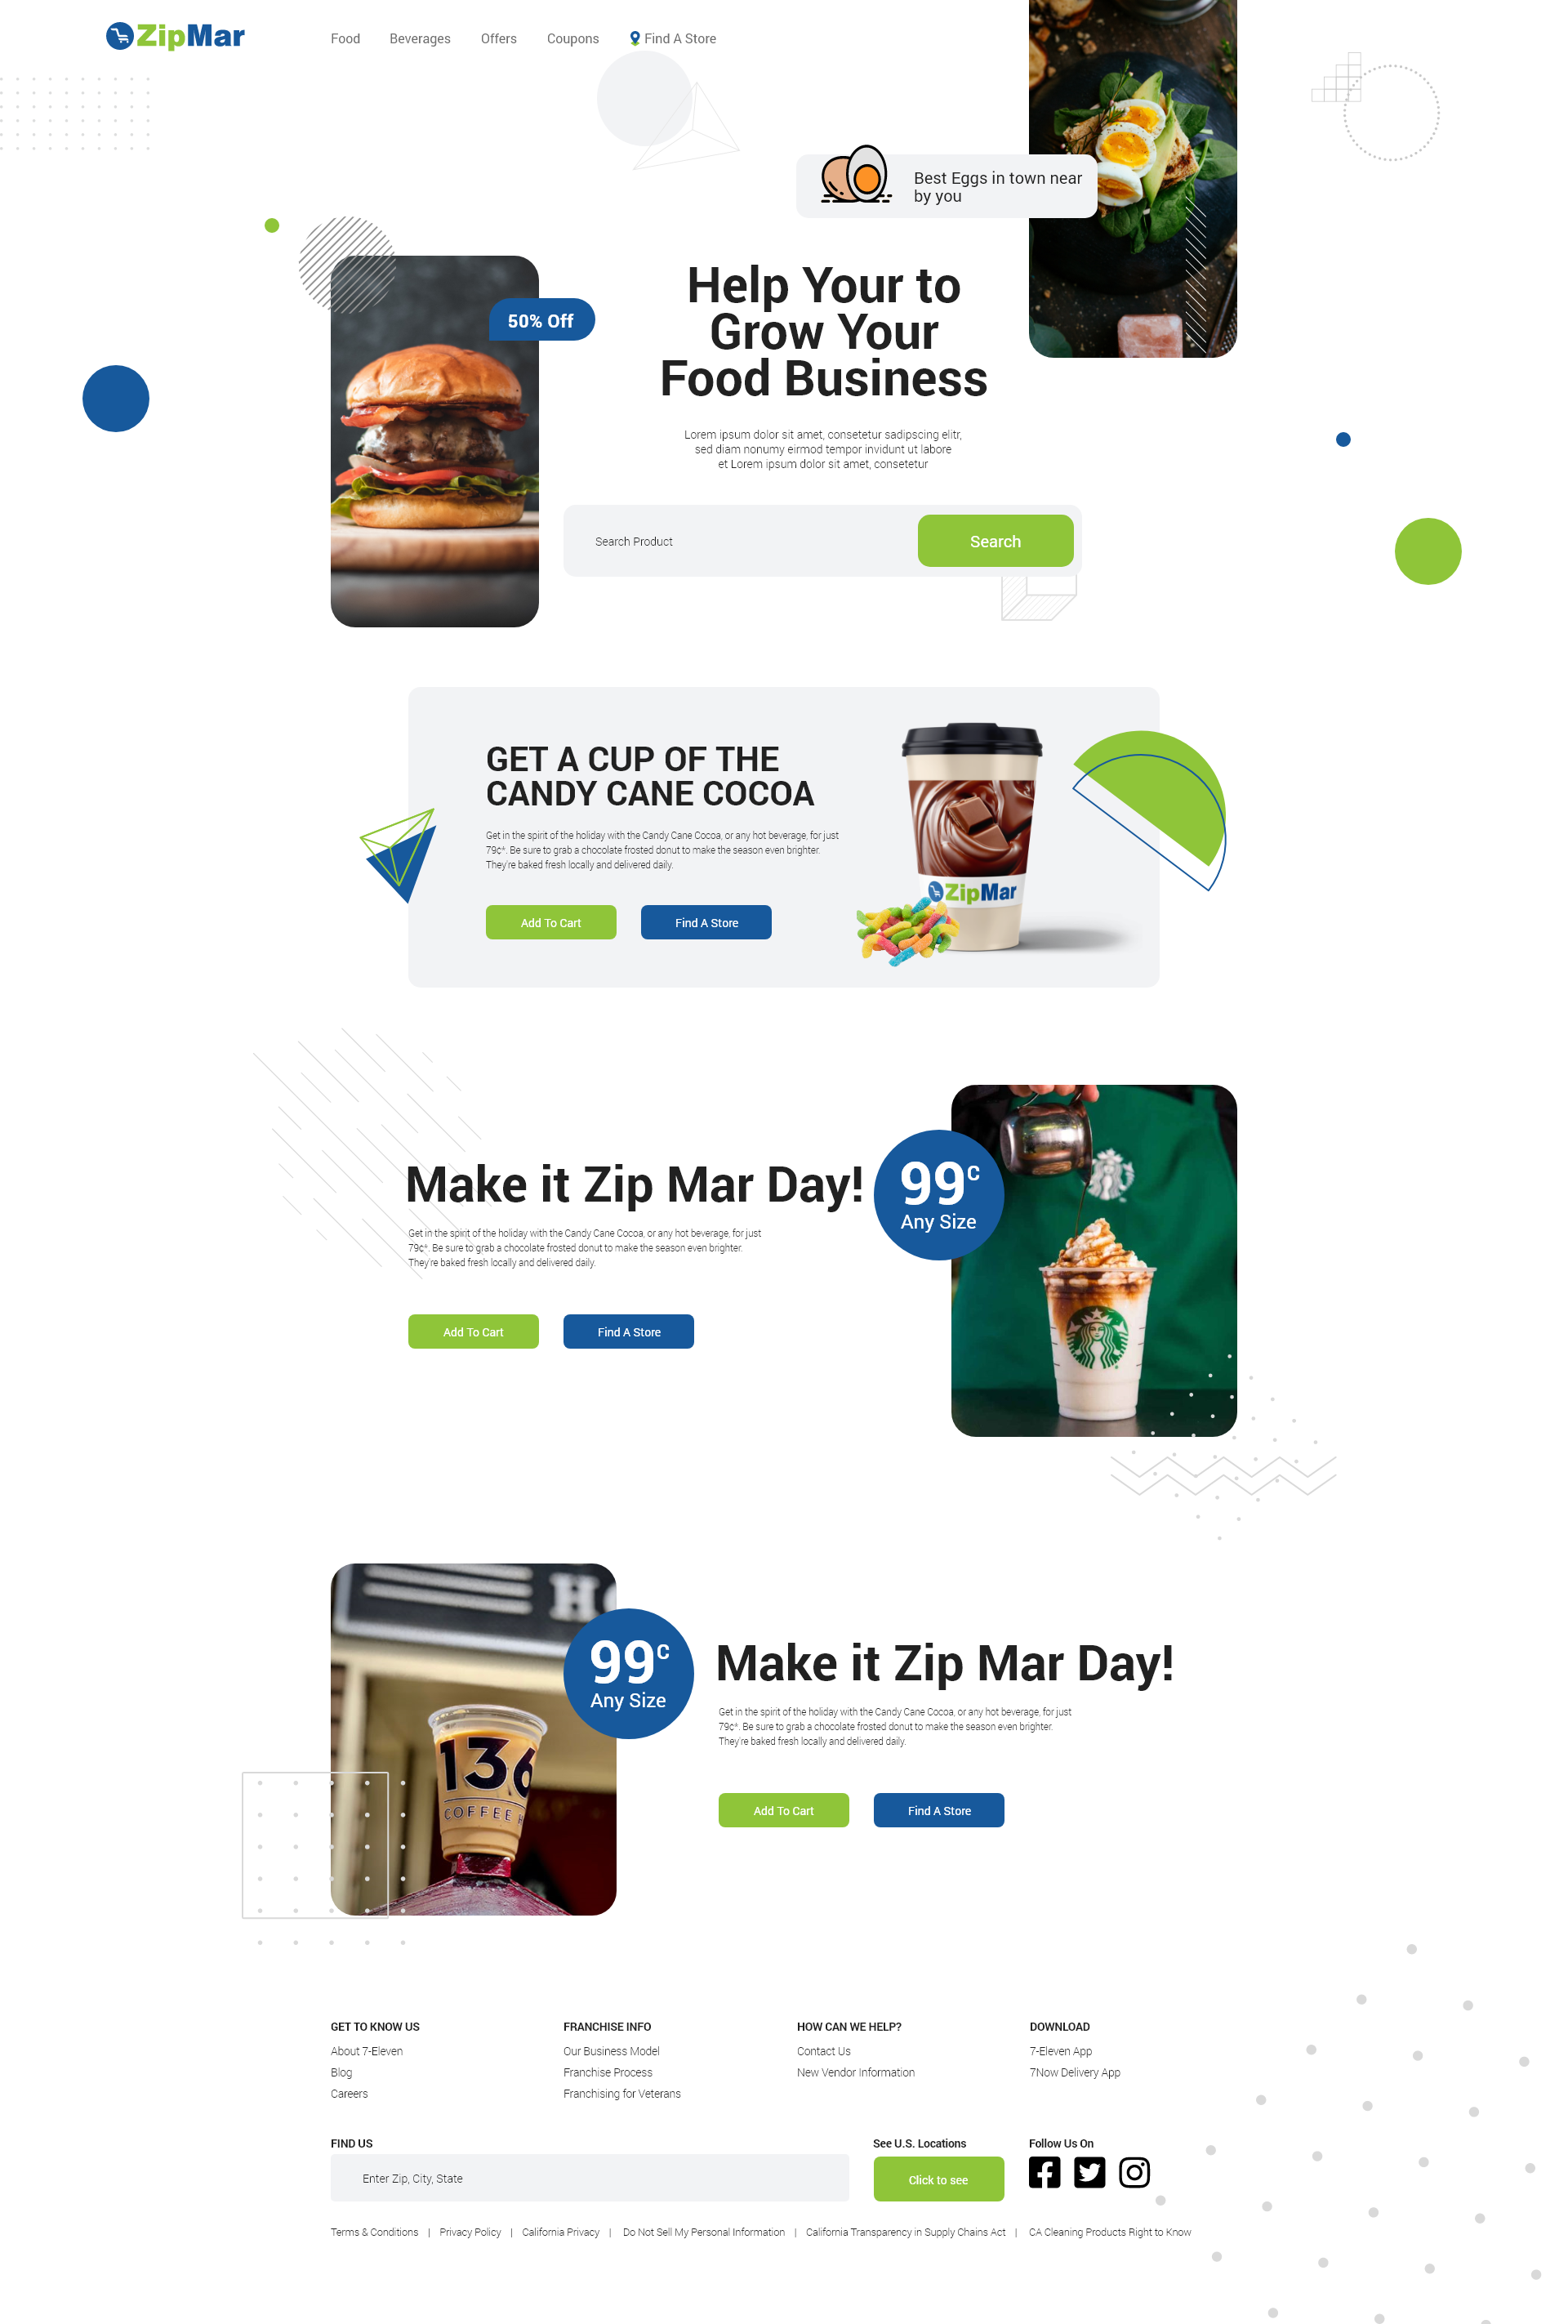 ZipMar
Food Beverages Offers Coupons Find A Store
Best Eggs in town near
by you
50% Off
Help Your to
Grow Your
Food Business
Lorem ipsum dolor sit amet, consetetur sadipscing elitr,
sed diam nonumy eirmod tempor invidunt ut labore
et Lorem ipsum dolor sit amet, consetetur
Search Product
Search
GET A CUP OF THE
CANDY CANE COCOA
Get in the spirit of the holiday with the Candy Cane Cocoa, or any hot beverage, for just
79¢*. Be sure to grab a chocolate frosted donut to make the season even brighter.
They're baked fresh locally and delivered daily.
Add To Cart
Find A Store
ZipMar
Make it Zip Mar Day!
99c
Any Size
Get in the spirit of the holiday with the Candy Cane Cocoa, or any hot beverage, for just
79¢*. Be sure to grab a chocolate frosted donut to make the season even brighter.
They're baked fresh locally and delivered daily.
Add To Cart
Find A Store
99c
Any Size
136
COFFEE H
Make it Zip Mar Day!
Get in the spirit of the holiday with the Candy Cane Cocoa, or any hot beverage, for just
79¢*. Be sure to grab a chocolate frosted donut to make the season even brighter.
They're baked fresh locally and delivered daily.
Add To Cart
Find A Store
GET TO KNOW US
About 7-Eleven
Blog
Careers
FRANCHISE INFO
Our Business Model
Franchise Process
Franchising for Veterans
HOW CAN WE HELP?
Contact Us
New Vendor Information
DOWNLOAD
7-Eleven App
7Now Delivery App
FIND US
Enter Zip, City, State
See U.S. Locations
Click to see
Follow Us On
Terms & Conditions | Privacy Policy | California Privacy | Do Not Sell My Personal Information | California Transparency in Supply Chains Act | CA Cleaning Products Right to Know